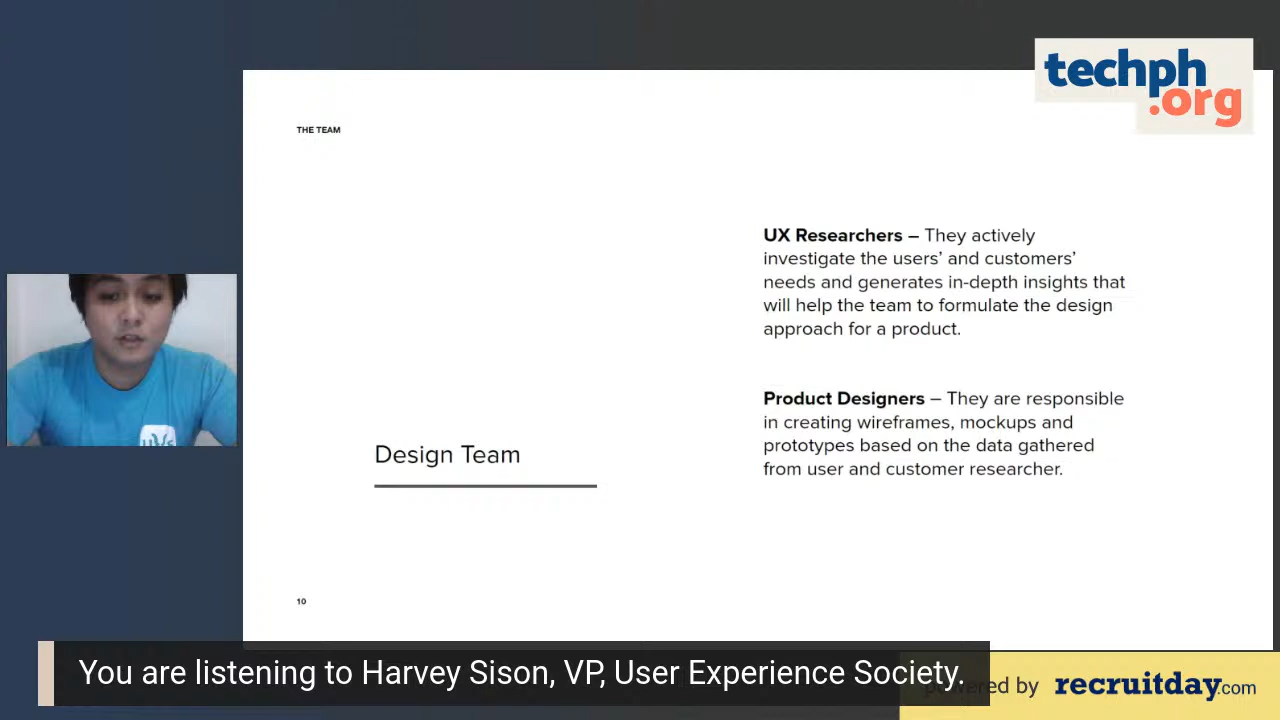 techph
.org
THE TEAM
UX Researchers – They actively
investigate the users’ and customers’
needs and generates in-depth insights that
will help the team to formulate the design
approach for a product.
Product Designers – They are responsible
in creating wireframes, mockups and
prototypes based on the data gathered
from user and customer researcher.
Design Team
10
You are listening to Harvey Sison, VP, User Experience Society.
powered by recruitday.com